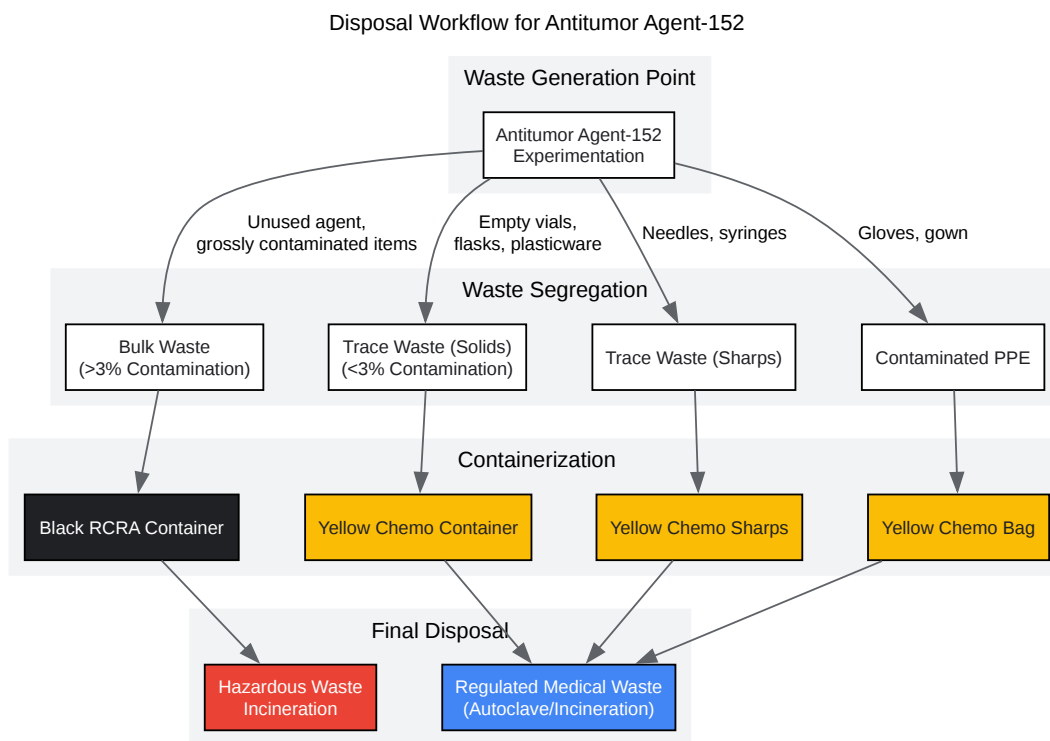 Disposal Workflow for Antitumor Agent-152
Waste Generation Point
Antitumor Agent-152
Experimentation
Unused agent,
grossly contaminated items
Empty vials,
flasks, plasticware
Needles, syringes
Gloves, gown
Waste Segregation
Bulk Waste
(>3% Contamination)
Trace Waste (Solids)
(<3% Contamination)
Trace Waste (Sharps)
Contaminated PPE
Containerization
Black RCRA Container
Yellow Chemo Container
Yellow Chemo Sharps
Yellow Chemo Bag
Final Disposal
Hazardous Waste
Incineration
Regulated Medical Waste
(Autoclave/Incineration)